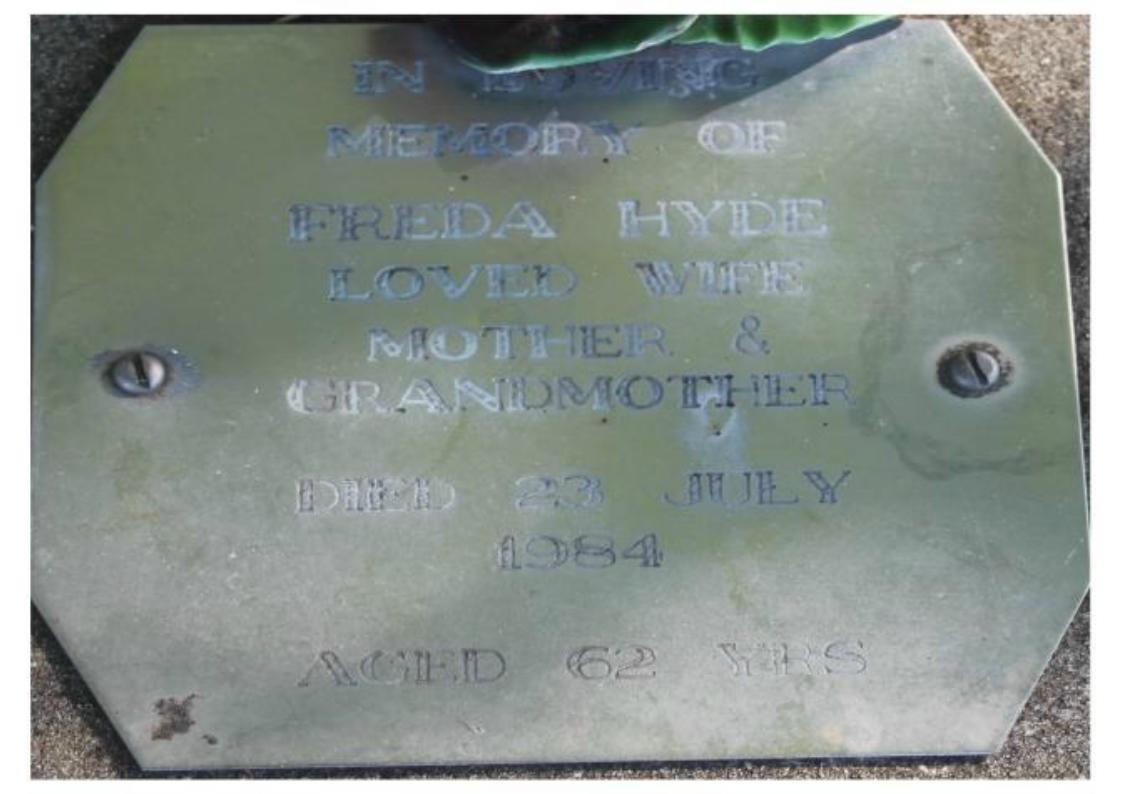 IN LOVING
MEMORY OF
FREDA HYDE
LOVED WIFE
MOTHER &
GRANDMOTHER
DIED 23 JULY
1984
AGED 62 YRS